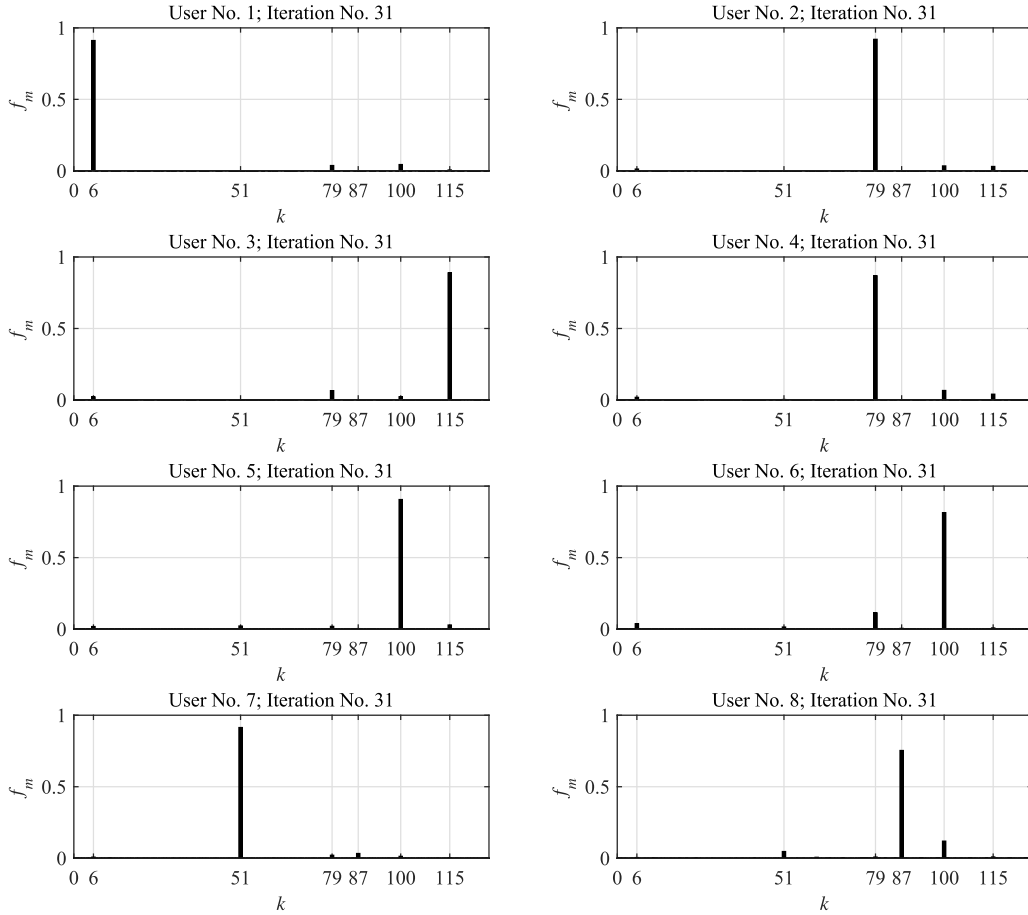 User No. 1; Iteration No. 31
1
0.5
0
f_m
0 6 51 79 87 100 115
k
User No. 2; Iteration No. 31
1
0.5
0
f_m
0 6 51 79 87 100 115
k
User No. 3; Iteration No. 31
1
0.5
0
f_m
0 6 51 79 87 100 115
k
User No. 4; Iteration No. 31
1
0.5
0
f_m
0 6 51 79 87 100 115
k
User No. 5; Iteration No. 31
1
0.5
0
f_m
0 6 51 79 87 100 115
k
User No. 6; Iteration No. 31
1
0.5
0
f_m
0 6 51 79 87 100 115
k
User No. 7; Iteration No. 31
1
0.5
0
f_m
0 6 51 79 87 100 115
k
User No. 8; Iteration No. 31
1
0.5
0
f_m
0 6 51 79 87 100 115
k